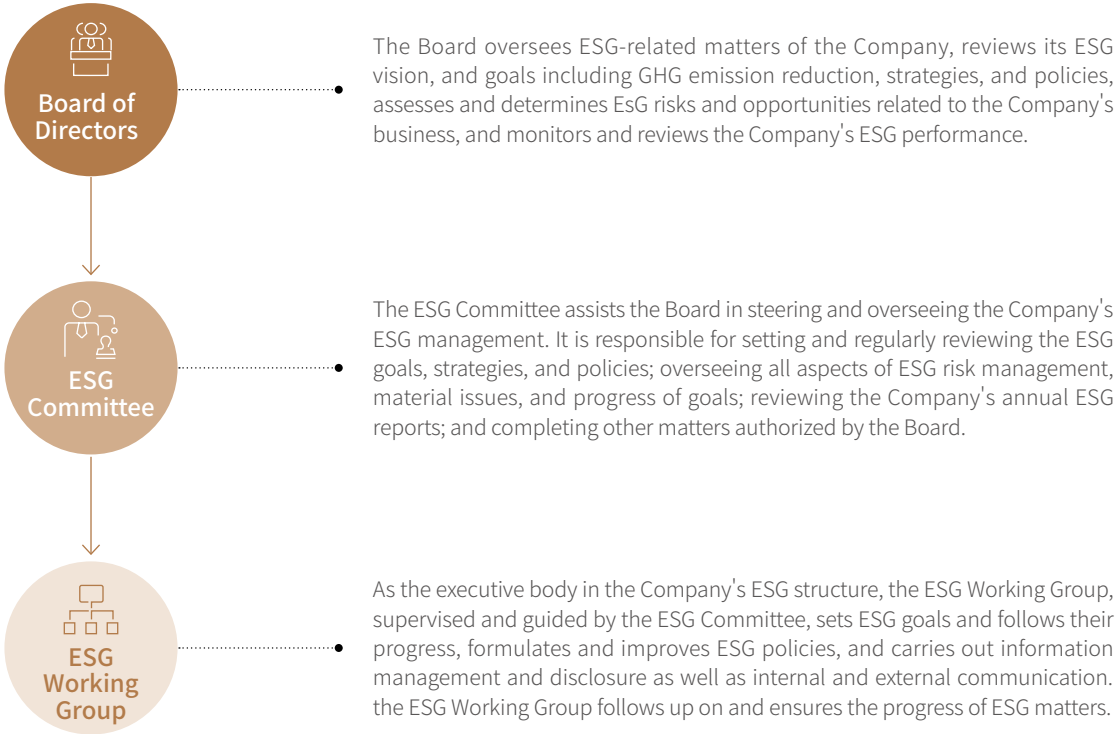 Board of
Directors
The Board oversees ESG-related matters of the Company, reviews its ESG
vision, and goals including GHG emission reduction, strategies, and policies,
assesses and determines EsG risks and opportunities related to the Company's
business, and monitors and reviews the Company's ESG performance.
ESG
Committee
The ESG Committee assists the Board in steering and overseeing the Company's
ESG management. It is responsible for setting and regularly reviewing the ESG
goals, strategies, and policies; overseeing all aspects of ESG risk management,
material issues, and progress of goals; reviewing the Company's annual ESG
reports; and completing other matters authorized by the Board.
ESG
Working
Group
As the executive body in the Company's ESG structure, the ESG Working Group,
supervised and guided by the ESG Committee, sets ESG goals and follows their
progress, formulates and improves ESG policies, and carries out information
management and disclosure as well as internal and external communication.
the ESG Working Group follows up on and ensures the progress of ESG matters.